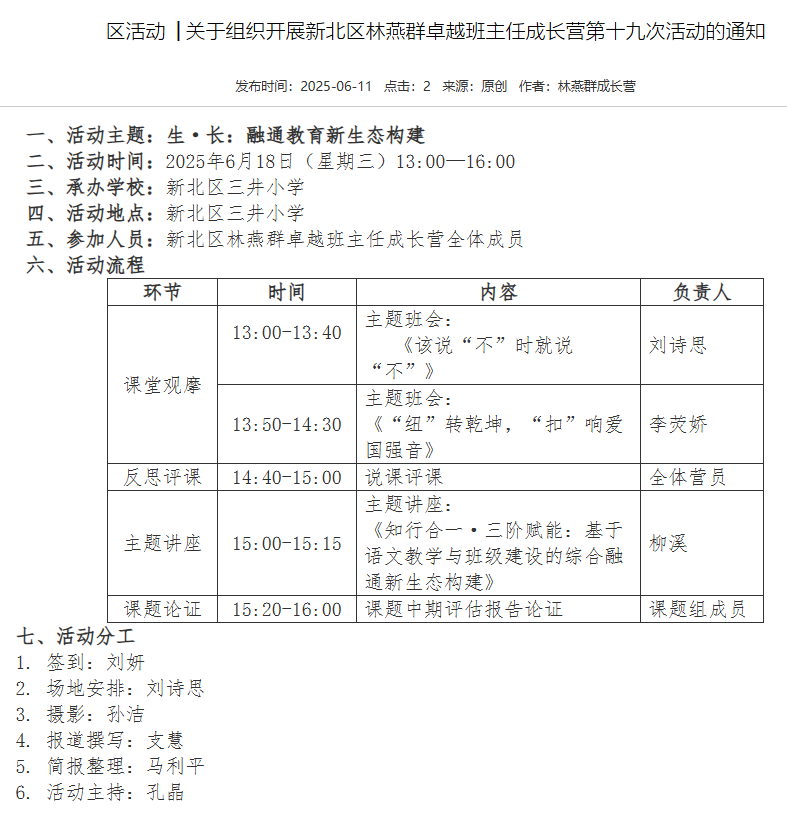 区活动 ┃关于组织开展新北区林燕群卓越班主任成长营第十九次活动的通知
发布时间：2025-06-11 点击：2 来源：原创 作者：林燕群成长营
一、活动主题：生·长：融通教育新生态构建
二、活动时间：2025年6月18日（星期三）13:00—16:00
三、承办学校：新北区三井小学
四、活动地点：新北区三井小学
五、参加人员：新北区林燕群卓越班主任成长营全体成员
六、活动流程
环节 时间 内容 负责人
课堂观摩
13:00-13:40
主题班会：
《该说“不”时就说
“不”》
刘诗思
13:50-14:30
主题班会：
《“纽”转乾坤，“扣”响爱
国强音》
李荧娇
反思评课 14:40-15:00 说课评课 全体营员
主题讲座
15:00-15:15
主题讲座：
《知行合一·三阶赋能：基于
语文教学与班级建设的综合融
通新生态构建》
柳溪
课题论证 15:20-16:00 课题中期评估报告论证 课题组成员
七、活动分工
1. 签到：刘妍
2. 场地安排：刘诗思
3. 摄影：孙洁
4. 报道撰写：支慧
5. 简报整理：马利平
6. 活动主持：孔晶